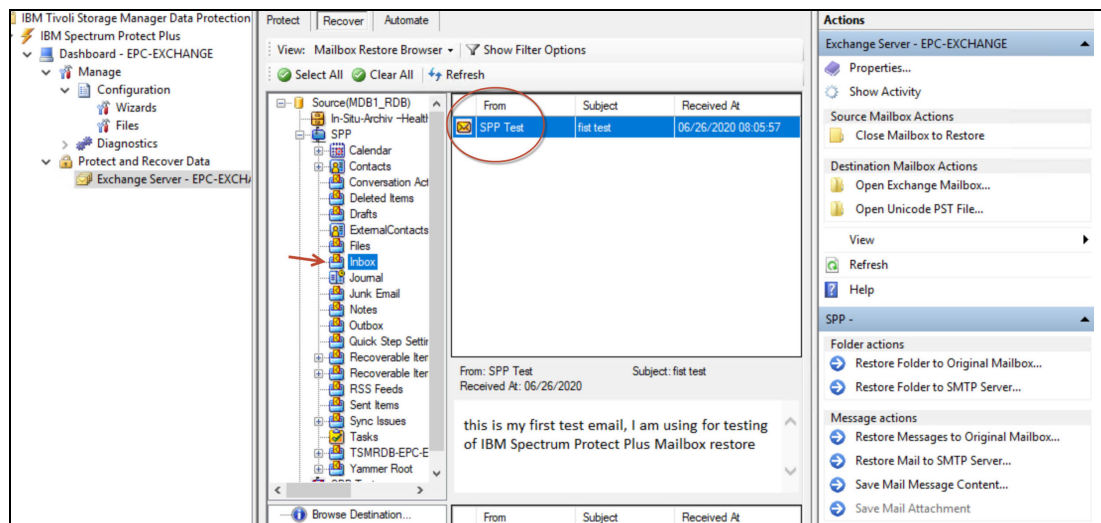 IBM Tivoli Storage Manager Data Protection
IBM Spectrum Protect Plus
Dashboard - EPC-EXCHANGE
Manage
Configuration
Wizards
Files
Diagnostics
Protect and Recover Data
Exchange Server - EPC-EXCH
Protect Recover Automate
View: Mailbox Restore Browser Show Filter Options
Select All Clear All Refresh
Source(MDB1_RDB)
In-Situ-Archiv -Health
SPP
Calendar
Contacts
Conversation Act
Deleted Items
Drafts
ExternalContacts
Files
Inbox
Journal
Junk Email
Notes
Outbox
Quick Step Settin
Recoverable Iter
Recoverable Iter
RSS Feeds
Sent Items
Sync Issues
Tasks
TSMRDB-EPC-E
Yammer Root
Browse Destination...
From Subject Received At
SPP Test fist test 06/26/2020 08:05:57
From: SPP Test Subject: fist test
Received At: 06/26/2020
this is my first test email, I am using for testing
of IBM Spectrum Protect Plus Mailbox restore
From Subject Received At
Actions
Exchange Server - EPC-EXCHANGE
Properties...
Show Activity
Source Mailbox Actions
Close Mailbox to Restore
Destination Mailbox Actions
Open Exchange Mailbox...
Open Unicode PST File...
View
Refresh
Help
SPP -
Folder actions
Restore Folder to Original Mailbox...
Restore Folder to SMTP Server...
Message actions
Restore Messages to Original Mailbox...
Restore Mail to SMTP Server...
Save Mail Message Content...
Save Mail Attachment